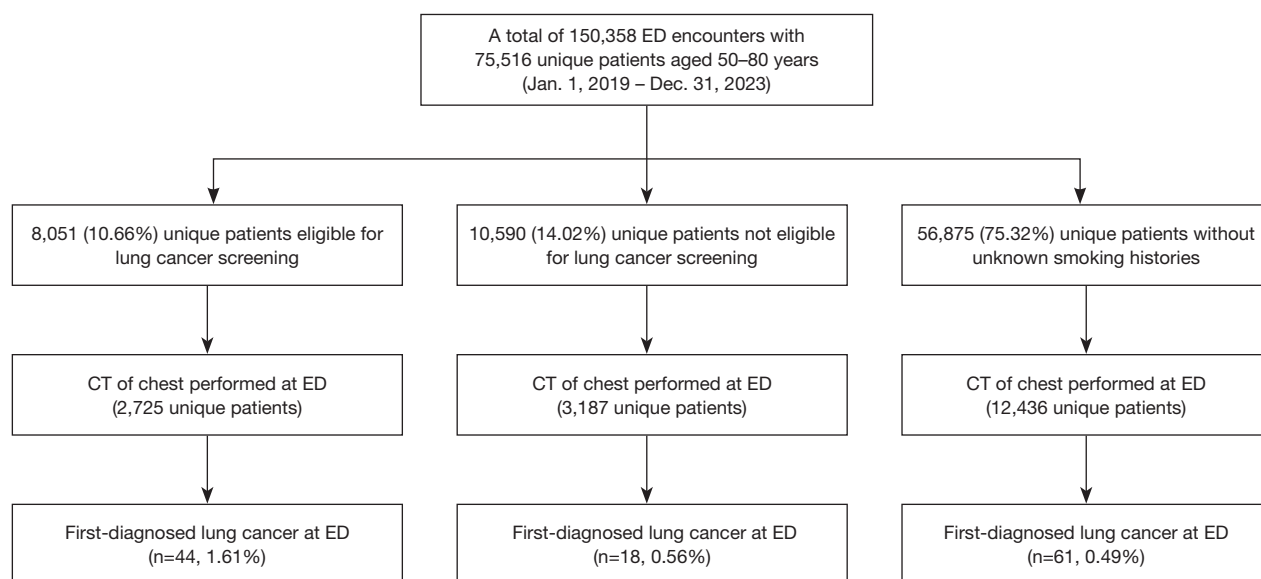 A total of 150,358 ED encounters with
75,516 unique patients aged 50–80 years
(Jan. 1, 2019 – Dec. 31, 2023)
8,051 (10.66%) unique patients eligible for
lung cancer screening
10,590 (14.02%) unique patients not eligible
for lung cancer screening
56,875 (75.32%) unique patients without
unknown smoking histories
CT of chest performed at ED
(2,725 unique patients)
CT of chest performed at ED
(3,187 unique patients)
CT of chest performed at ED
(12,436 unique patients)
First-diagnosed lung cancer at ED
(n=44, 1.61%)
First-diagnosed lung cancer at ED
(n=18, 0.56%)
First-diagnosed lung cancer at ED
(n=61, 0.49%)